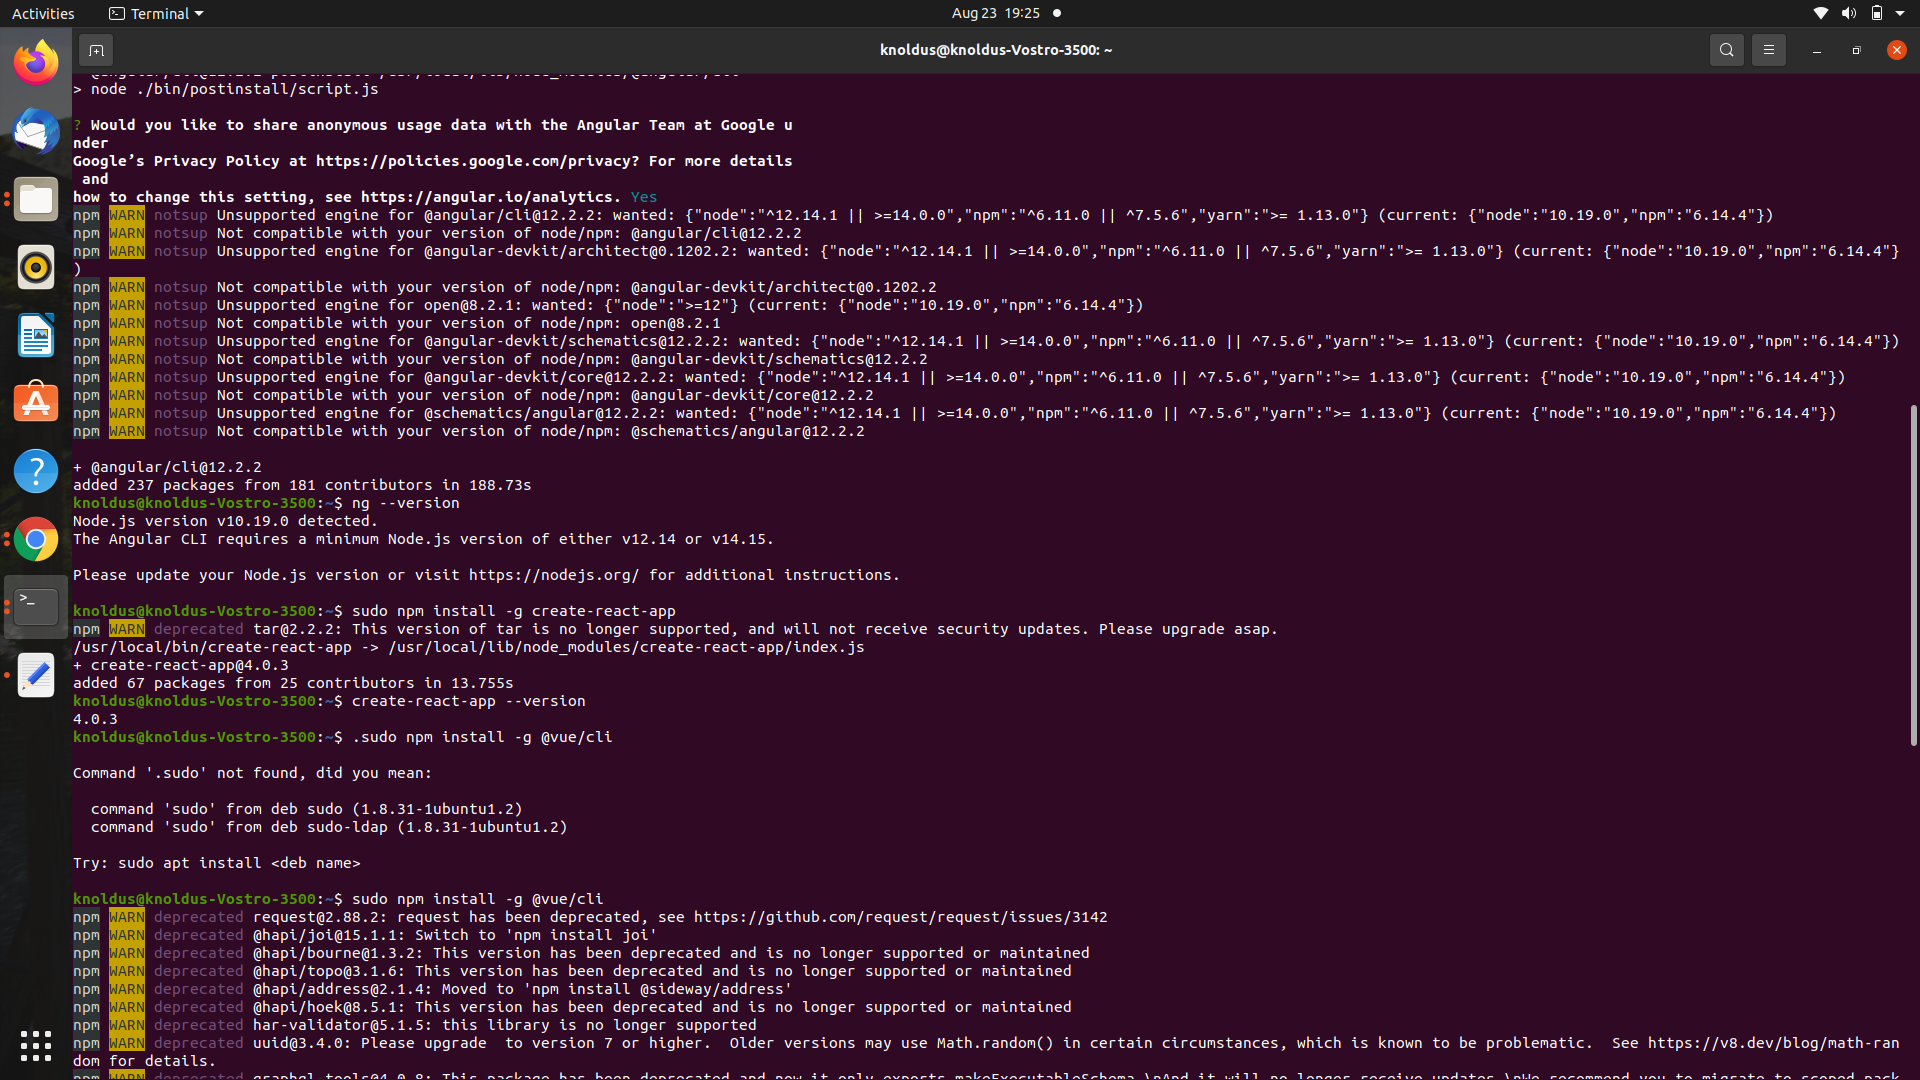 Activities
Terminal
Aug 23 19:25
knoldus@knoldus-Vostro-3500: ~
> node ./bin/postinstall/script.js
? Would you like to share anonymous usage data with the Angular Team at Google u
nder
Google’s Privacy Policy at https://policies.google.com/privacy? For more details
 and
how to change this setting, see https://angular.io/analytics. Yes
npm WARN notsup Unsupported engine for @angular/cli@12.2.2: wanted: {"node":"^12.14.1 || >=14.0.0","npm":"^6.11.0 || ^7.5.6","yarn":">= 1.13.0"} (current: {"node":"10.19.0","npm":"6.14.4"})
npm WARN notsup Not compatible with your version of node/npm: @angular/cli@12.2.2
npm WARN notsup Unsupported engine for @angular-devkit/architect@0.1202.2: wanted: {"node":"^12.14.1 || >=14.0.0","npm":"^6.11.0 || ^7.5.6","yarn":">= 1.13.0"} (current: {"node":"10.19.0","npm":"6.14.4"}
)
npm WARN notsup Not compatible with your version of node/npm: @angular-devkit/architect@0.1202.2
npm WARN notsup Unsupported engine for open@8.2.1: wanted: {"node":">=12"} (current: {"node":"10.19.0","npm":"6.14.4"})
npm WARN notsup Not compatible with your version of node/npm: open@8.2.1
npm WARN notsup Unsupported engine for @angular-devkit/schematics@12.2.2: wanted: {"node":"^12.14.1 || >=14.0.0","npm":"^6.11.0 || ^7.5.6","yarn":">= 1.13.0"} (current: {"node":"10.19.0","npm":"6.14.4"})
npm WARN notsup Not compatible with your version of node/npm: @angular-devkit/schematics@12.2.2
npm WARN notsup Unsupported engine for @angular-devkit/core@12.2.2: wanted: {"node":"^12.14.1 || >=14.0.0","npm":"^6.11.0 || ^7.5.6","yarn":">= 1.13.0"} (current: {"node":"10.19.0","npm":"6.14.4"})
npm WARN notsup Not compatible with your version of node/npm: @angular-devkit/core@12.2.2
npm WARN notsup Unsupported engine for @schematics/angular@12.2.2: wanted: {"node":"^12.14.1 || >=14.0.0","npm":"^6.11.0 || ^7.5.6","yarn":">= 1.13.0"} (current: {"node":"10.19.0","npm":"6.14.4"})
npm WARN notsup Not compatible with your version of node/npm: @schematics/angular@12.2.2
+ @angular/cli@12.2.2
added 237 packages from 181 contributors in 188.73s
knoldus@knoldus-Vostro-3500:~$ ng --version
Node.js version v10.19.0 detected.
The Angular CLI requires a minimum Node.js version of either v12.14 or v14.15.
Please update your Node.js version or visit https://nodejs.org/ for additional instructions.
knoldus@knoldus-Vostro-3500:~$ sudo npm install -g create-react-app
npm WARN deprecated tar@2.2.2: This version of tar is no longer supported, and will not receive security updates. Please upgrade asap.
/usr/local/bin/create-react-app -> /usr/local/lib/node_modules/create-react-app/index.js
+ create-react-app@4.0.3
added 67 packages from 25 contributors in 13.755s
knoldus@knoldus-Vostro-3500:~$ create-react-app --version
4.0.3
knoldus@knoldus-Vostro-3500:~$ .sudo npm install -g @vue/cli
Command '.sudo' not found, did you mean:
  command 'sudo' from deb sudo (1.8.31-1ubuntu1.2)
  command 'sudo' from deb sudo-ldap (1.8.31-1ubuntu1.2)
Try: sudo apt install <deb name>
knoldus@knoldus-Vostro-3500:~$ sudo npm install -g @vue/cli
npm WARN deprecated request@2.88.2: request has been deprecated, see https://github.com/request/request/issues/3142
npm WARN deprecated @hapi/joi@15.1.1: Switch to 'npm install joi'
npm WARN deprecated @hapi/bourne@1.3.2: This version has been deprecated and is no longer supported or maintained
npm WARN deprecated @hapi/topo@3.1.6: This version has been deprecated and is no longer supported or maintained
npm WARN deprecated @hapi/address@2.1.4: Moved to 'npm install @sideway/address'
npm WARN deprecated @hapi/hoek@8.5.1: This version has been deprecated and is no longer supported or maintained
npm WARN deprecated har-validator@5.1.5: this library is no longer supported
npm WARN deprecated uuid@3.4.0: Please upgrade  to version 7 or higher.  Older versions may use Math.random() in certain circumstances, which is known to be problematic.  See https://v8.dev/blog/math-ran
dom for details.
npm WARN deprecated graphql-tools@4.0.8: This package has been deprecated and now it only exports makeExecutableSchema.\nAnd it will no longer receive updates.\nWe recommend you to migrate to scoped pack